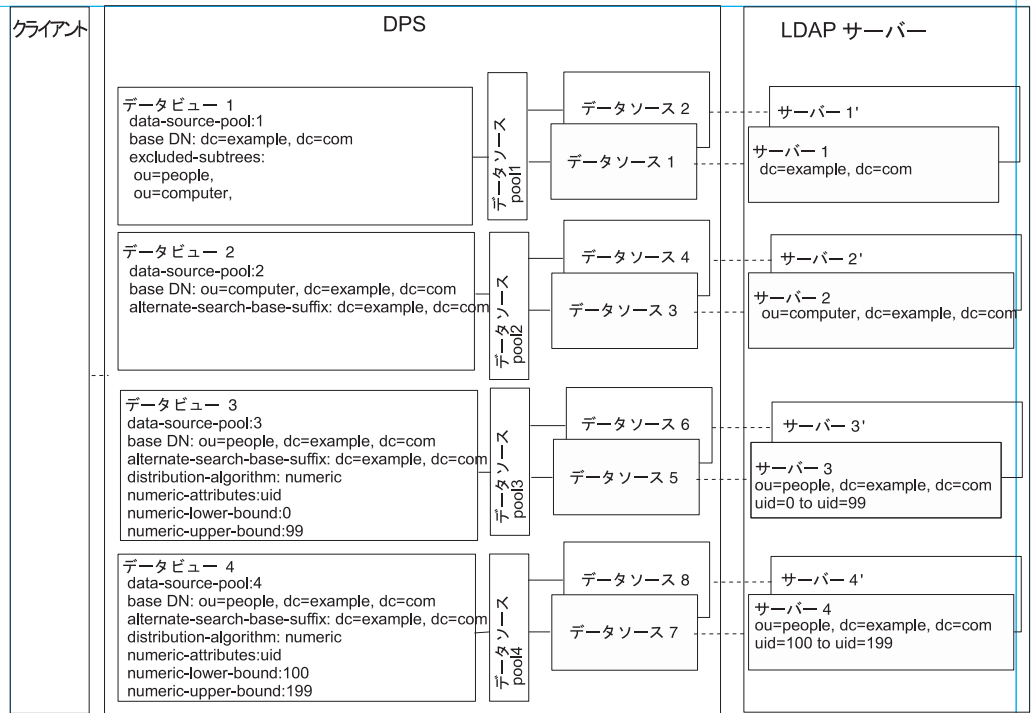 クライアント
DPS
LDAP サーバー
データビュー 1
data-source-pool:1
base DN: dc=example, dc=com
excluded-subtrees:
ou=people,
ou=computer,
データソース
pool1
データソース 2
データソース 1
サーバー 1'
サーバー 1
dc=example, dc=com
データビュー 2
data-source-pool:2
base DN: ou=computer, dc=example, dc=com
alternate-search-base-suffix: dc=example, dc=com
データソース
pool2
データソース 4
データソース 3
サーバー 2'
サーバー 2
ou=computer, dc=example, dc=com
データビュー 3
data-source-pool:3
base DN: ou=people, dc=example, dc=com
alternate-search-base-suffix: dc=example, dc=com
distribution-algorithm: numeric
numeric-attributes:uid
numeric-lower-bound:0
numeric-upper-bound:99
データソース
pool3
データソース 6
データソース 5
サーバー 3'
サーバー 3
ou=people, dc=example, dc=com
uid=0 to uid=99
データビュー 4
data-source-pool:4
base DN: ou=people, dc=example, dc=com
alternate-search-base-suffix: dc=example, dc=com
distribution-algorithm: numeric
numeric-attributes:uid
numeric-lower-bound:100
numeric-upper-bound:199
データソース
pool4
データソース 8
データソース 7
サーバー 4'
サーバー 4
ou=people, dc=example, dc=com
uid=100 to uid=199